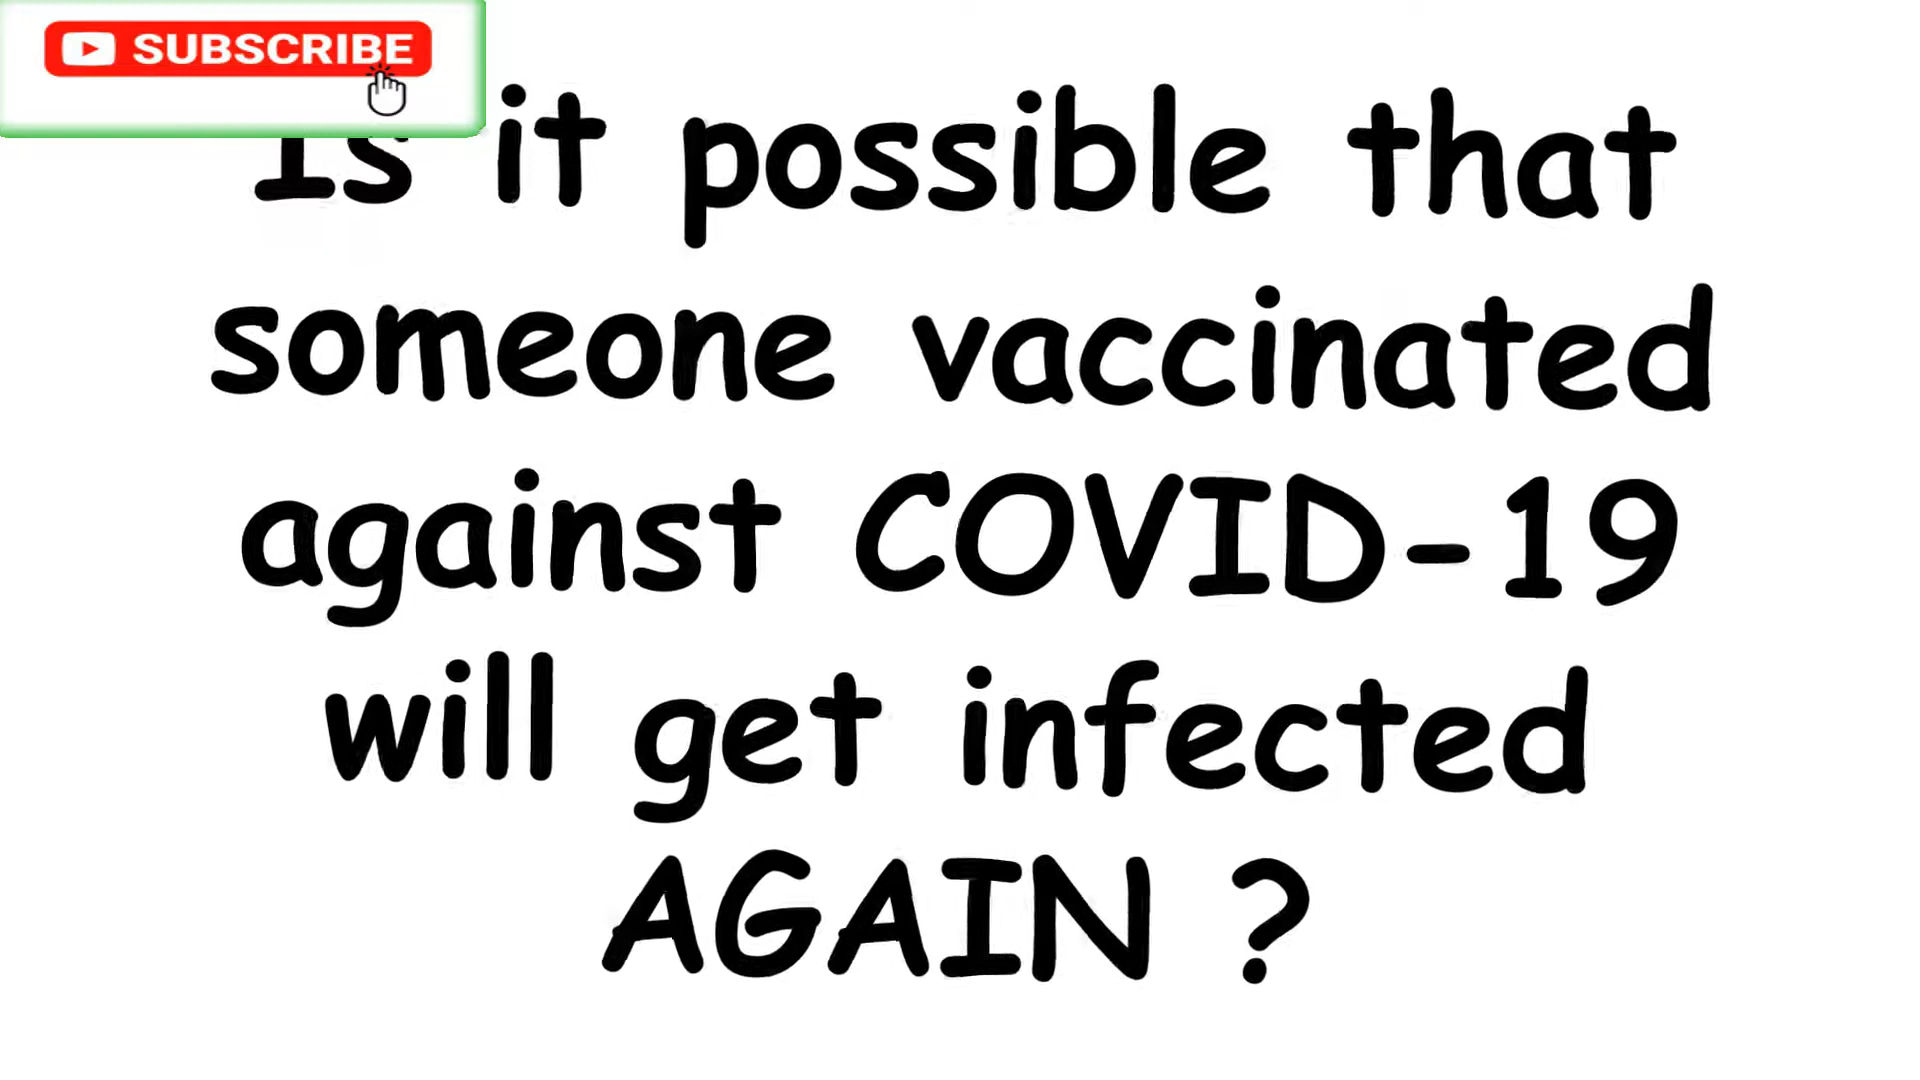 SUBSCRIBE
Is it possible that
someone vaccinated
against COVID-19
will get infected
AGAIN ?